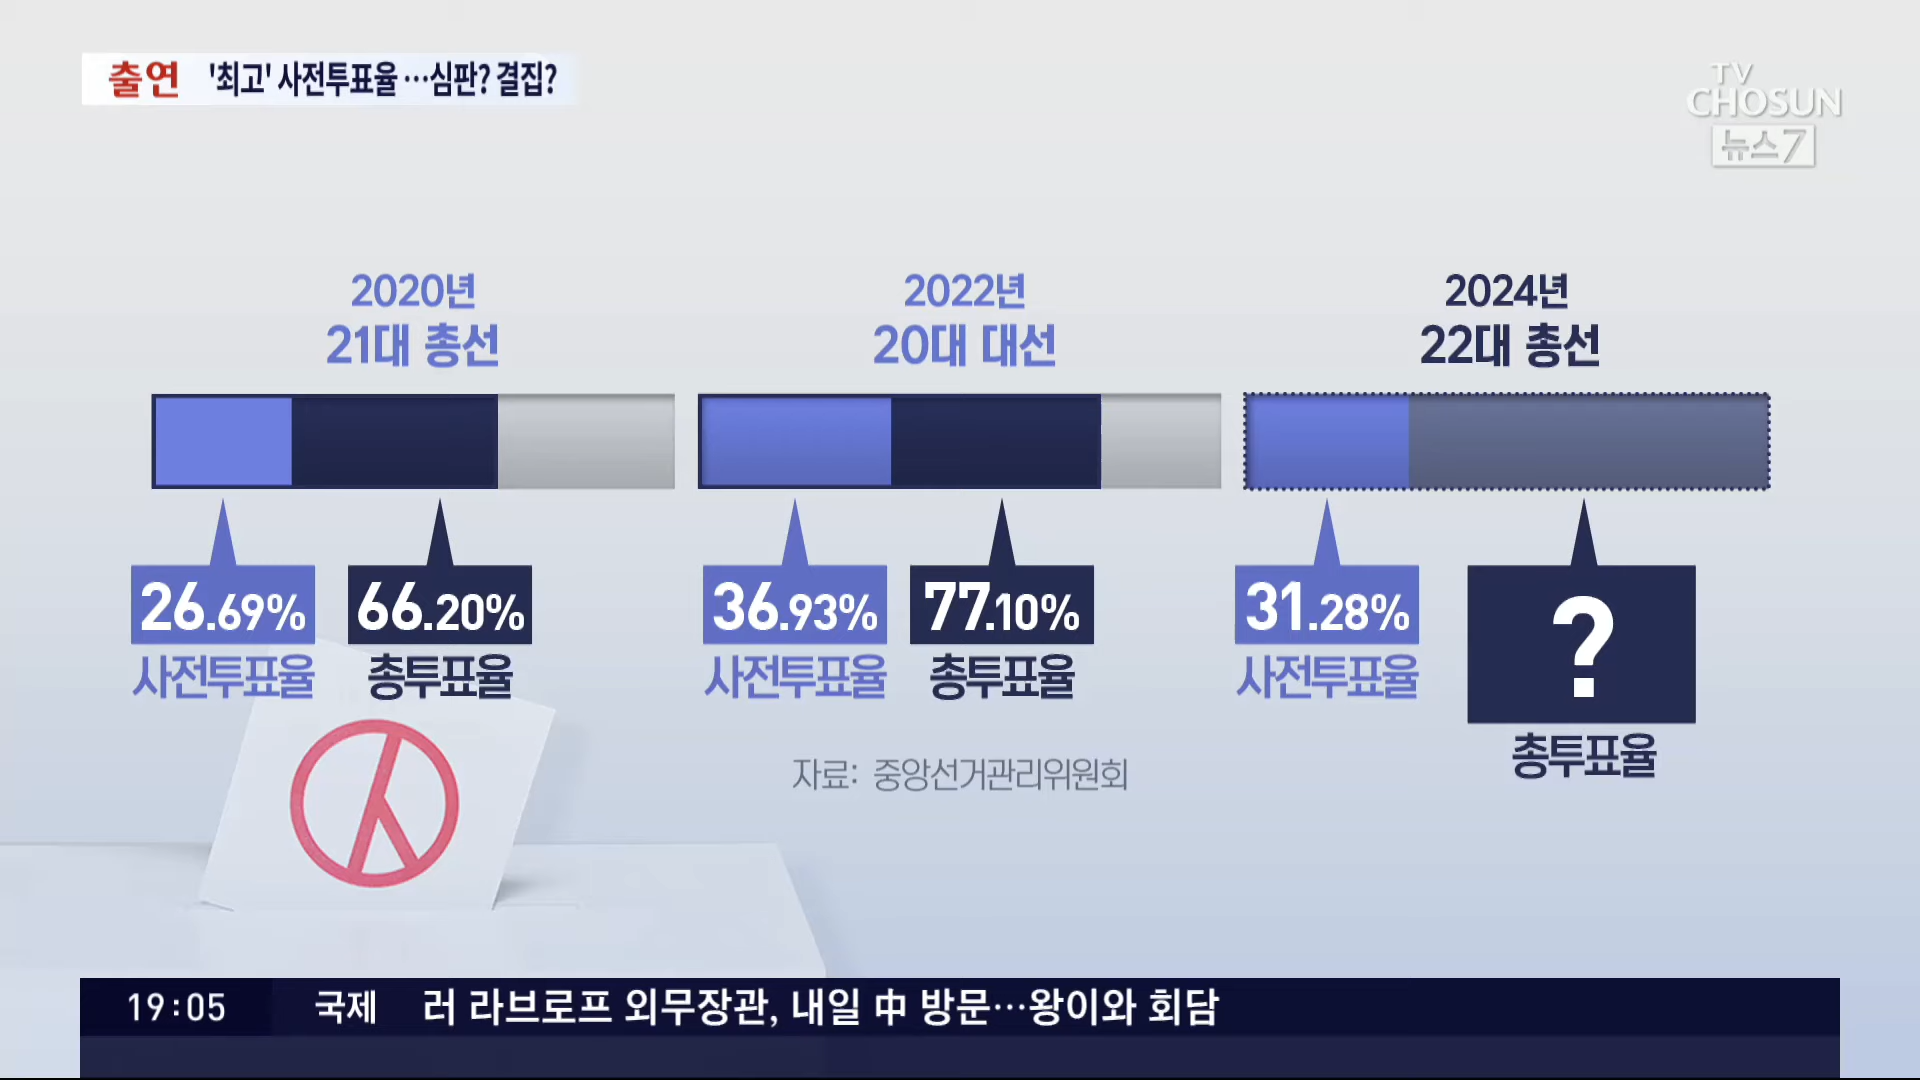 출연 '최고' 사전투표율…심판? 결집?
TV
CHOSUN
뉴스7
2020년
21대 총선
26.69%
사전투표율
66.20%
총투표율
2022년
20대 대선
36.93%
사전투표율
77.10%
총투표율
2024년
22대 총선
31.28%
사전투표율
?
총투표율
자료: 중앙선거관리위원회
19:05 국제 러 라브로프 외무장관, 내일 中 방문…왕이와 회담